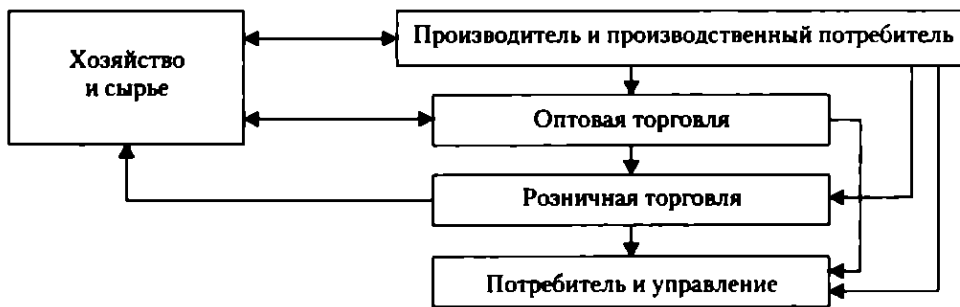 Производитель и производственный потребитель
Хозяйство
и сырье
Оптовая торговля
Розничная торговля
Потребитель и управление